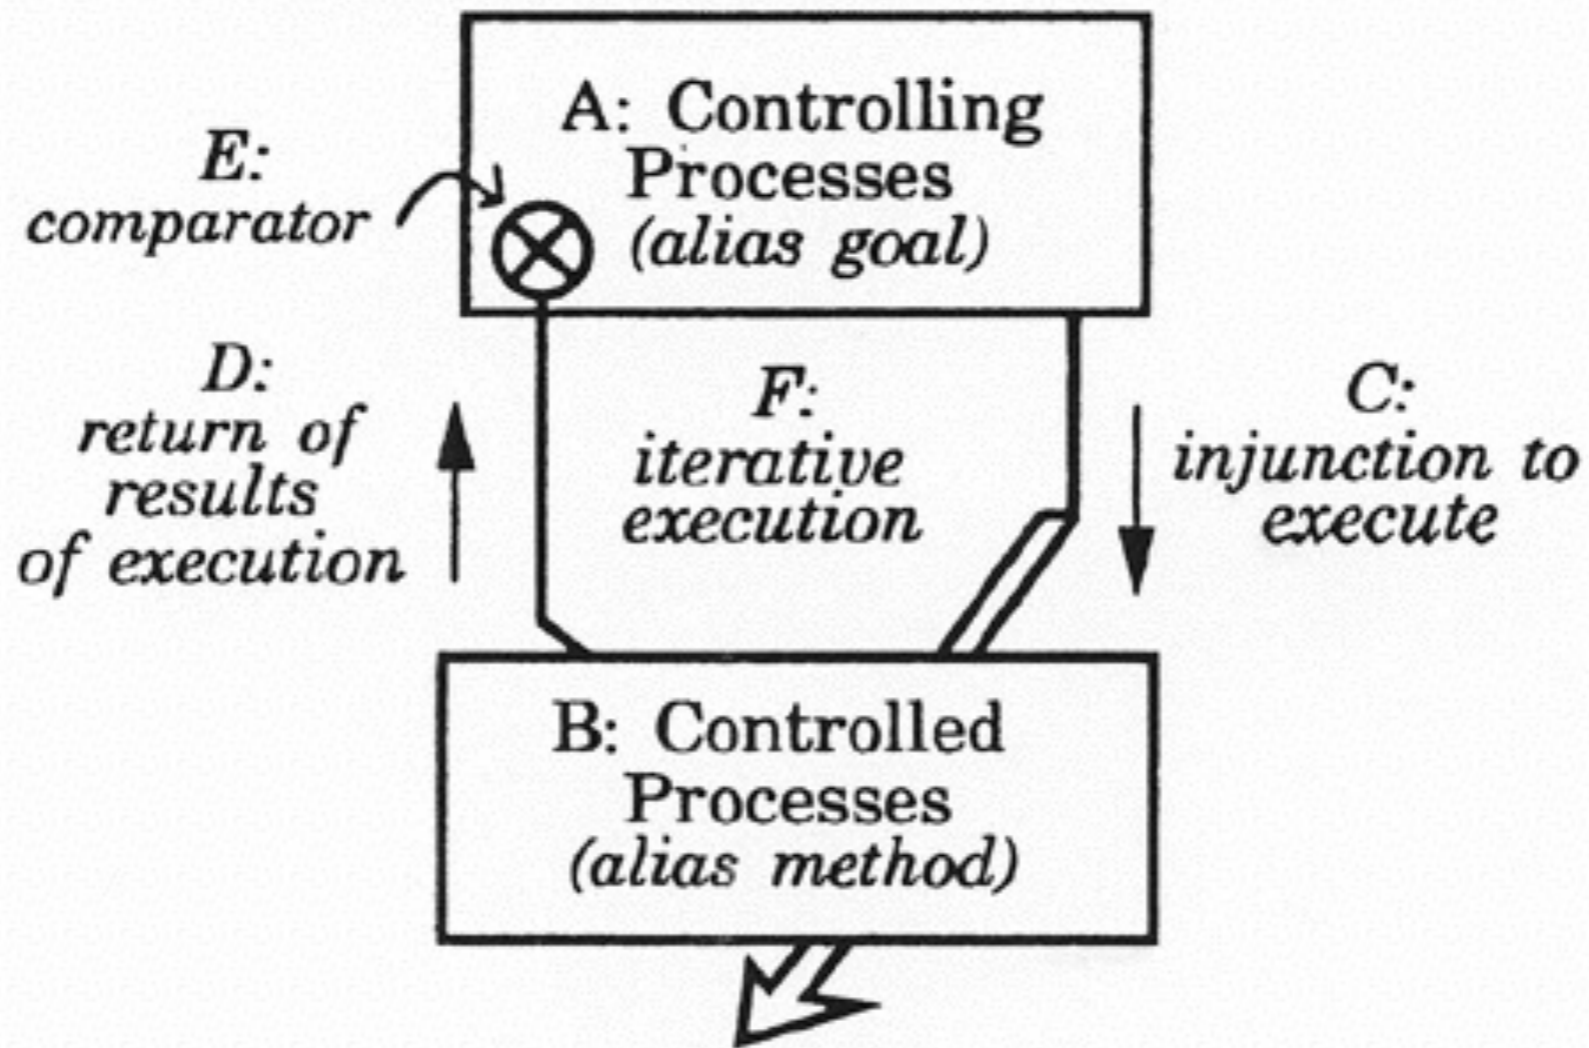 A: Controlling
Processes
(alias goal)
E:
comparator
D:
return of
results
of execution
F:
iterative
execution
C:
injunction to
execute
B: Controlled
Processes
(alias method)